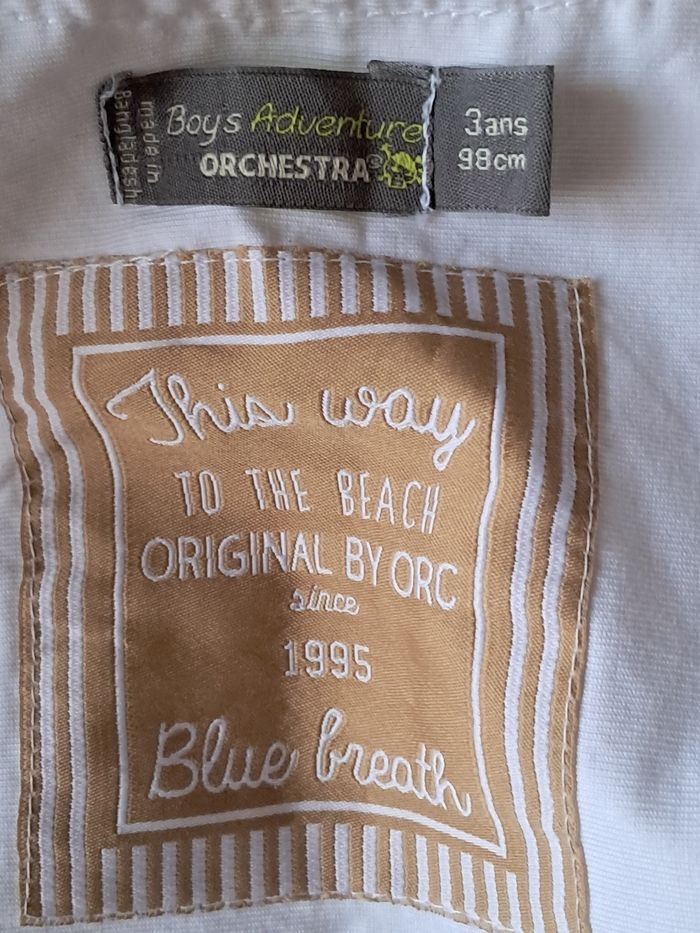 made in
Bangladesh
Boy's Adventure
ORCHESTRA®
3ans
98cm
This way
TO THE BEACH
ORIGINAL BY ORC
since
1995
Blue breath